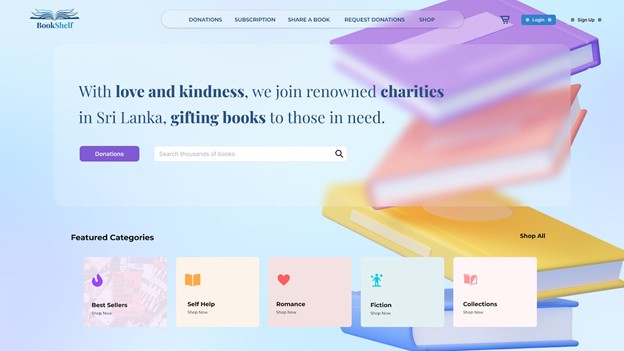 DONATIONS SUBSCRIPTION SHARE A BOOK REQUEST DONATIONS SHOP Login Sign Up
BookShelf
With love and kindness, we join renowned charities
in Sri Lanka, gifting books to those in need.
Donations Search thousands of books
Featured Categories Shop All
Best Sellers Self Help Romance Fiction Collections
Shop Now Shop Now Shop Now Shop Now Shop Now